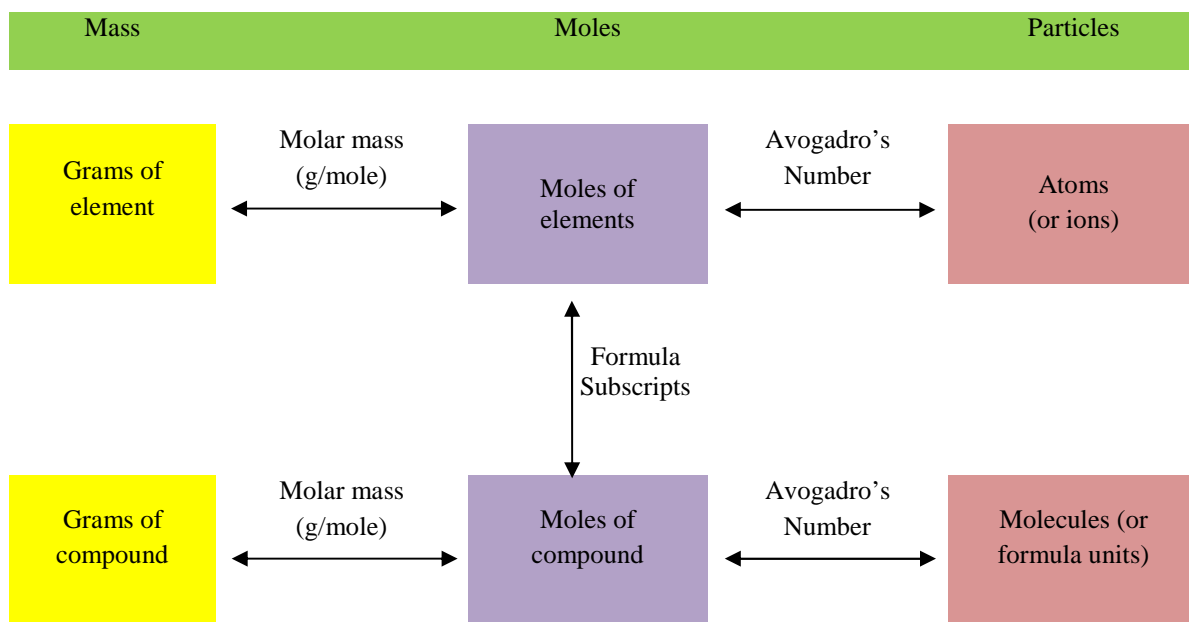 Mass Moles Particles
Molar mass
(g/mole)
Avogadro’s
Number
Grams of
element
Moles of
elements
Atoms
(or ions)
Formula
Subscripts
Molar mass
(g/mole)
Avogadro’s
Number
Grams of
compound
Moles of
compound
Molecules (or
formula units)